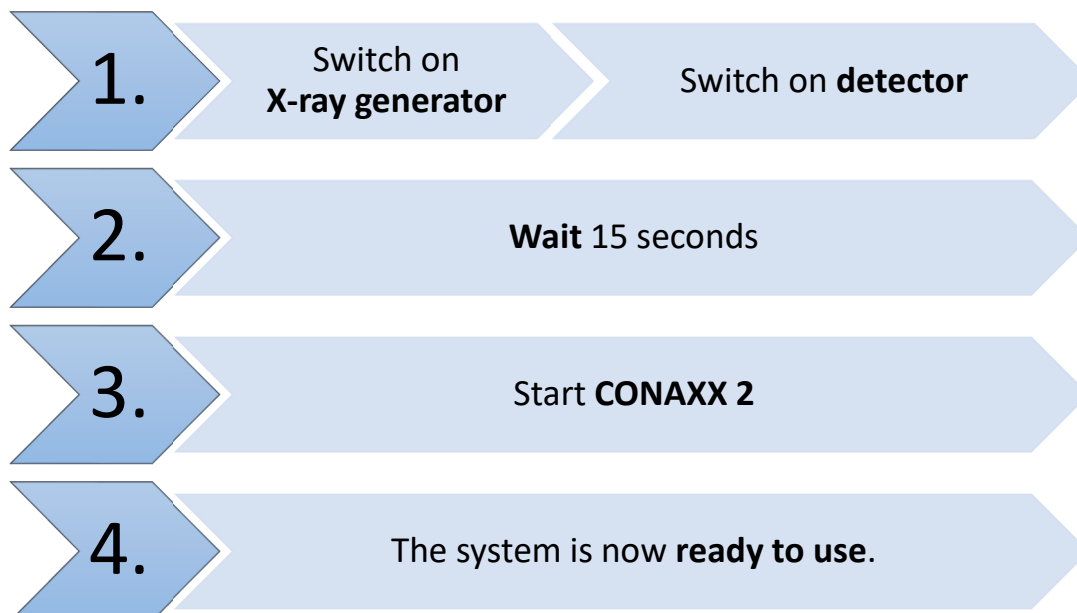 1.
Switch on
X-ray generator
Switch on detector
2.
Wait 15 seconds
3.
Start CONAXX 2
4.
The system is now ready to use.